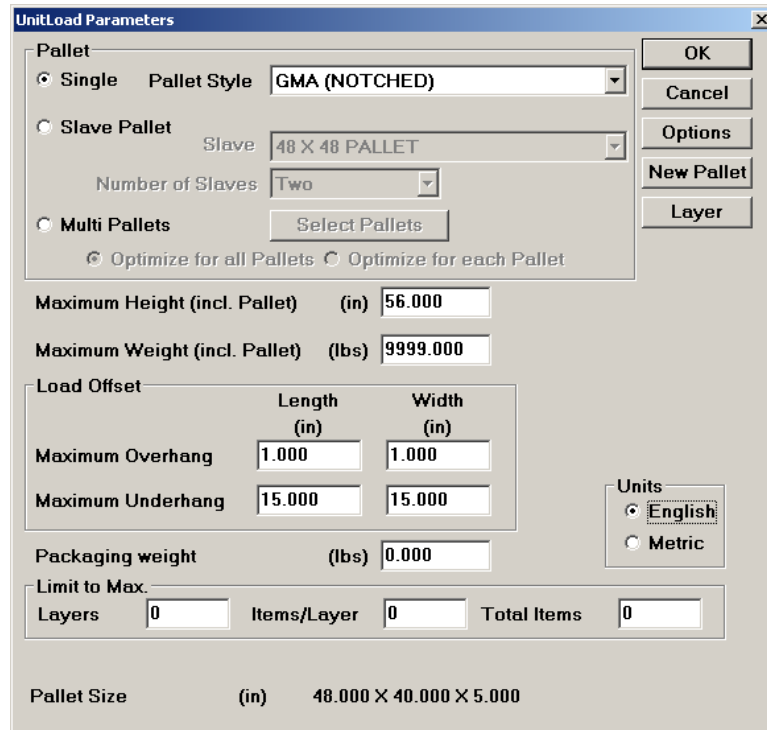 UnitLoad Parameters
Pallet
Single Pallet Style GMA (NOTCHED)
OK
Cancel
Slave Pallet
Slave 48 X 48 PALLET
Options
Number of Slaves Two
New Pallet
Multi Pallets Select Pallets
Layer
Optimize for all Pallets Optimize for each Pallet
Maximum Height (incl. Pallet) (in) 56.000
Maximum Weight (incl. Pallet) (lbs) 9999.000
Load Offset
Length Width
(in) (in)
Maximum Overhang 1.000 1.000
Maximum Underhang 15.000 15.000
Units
English
Metric
Packaging weight (lbs) 0.000
Limit to Max.
Layers 0 Items/Layer 0 Total Items 0
Pallet Size (in) 48.000 X 40.000 X 5.000